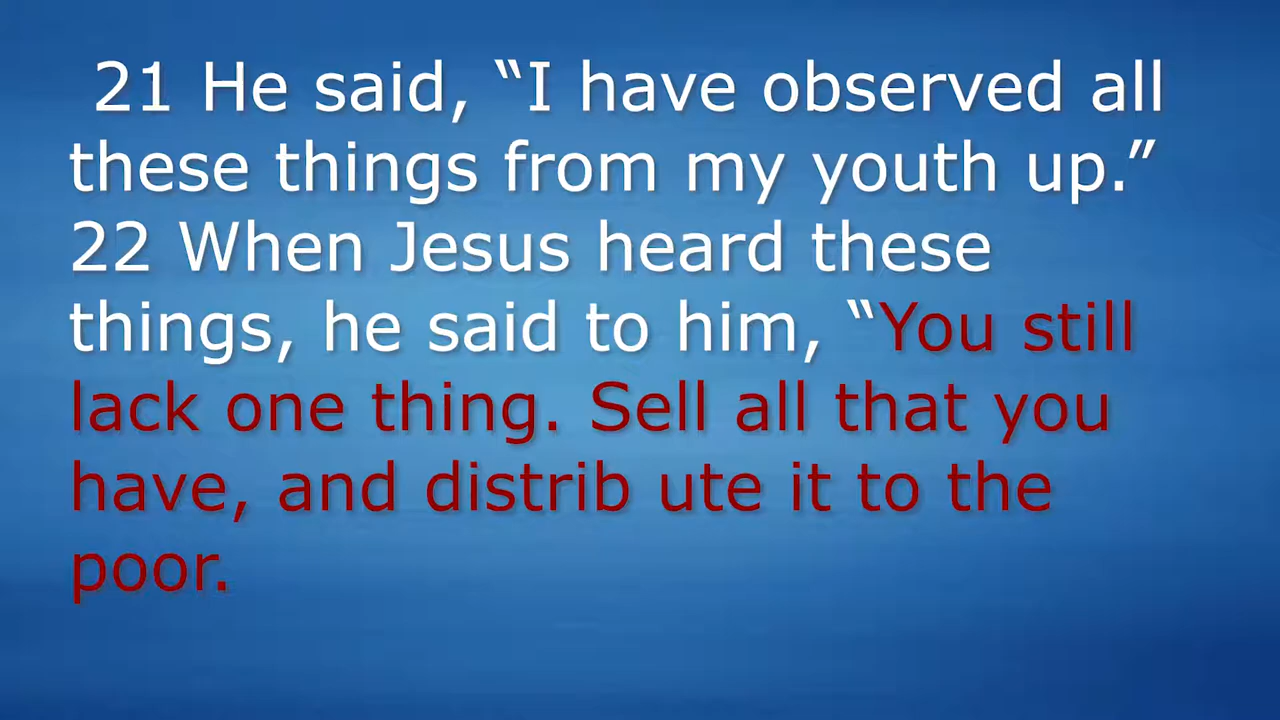 21 He said, “I have observed all
these things from my youth up.”
22 When Jesus heard these
things, he said to him, “You still
lack one thing. Sell all that you
have, and distrib ute it to the
poor.